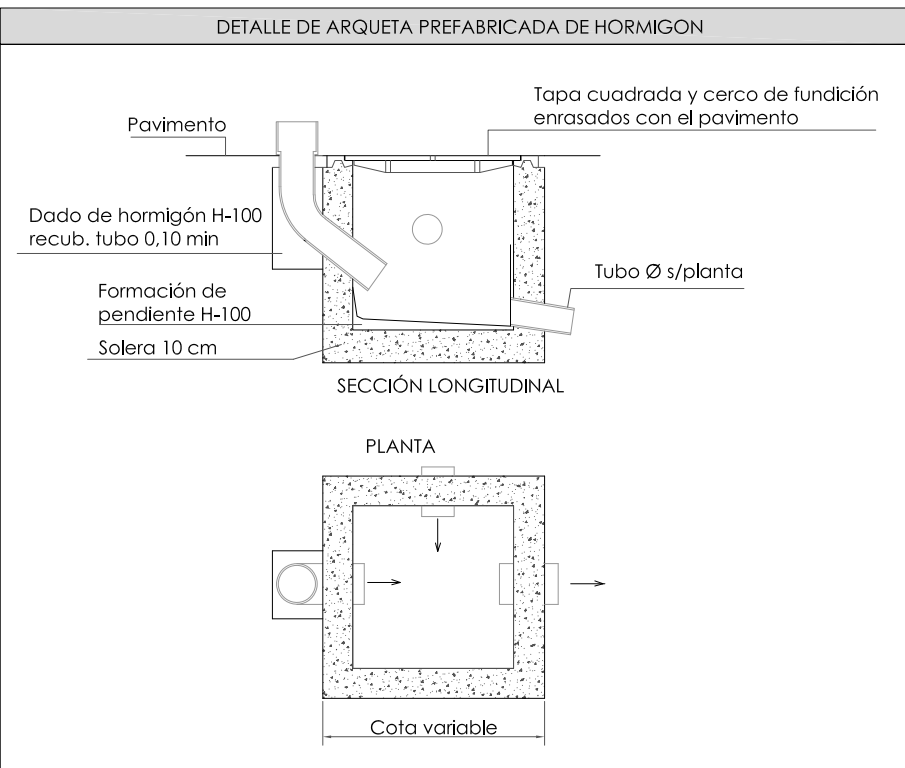 DETALLE DE ARQUETA PREFABRICADA DE HORMIGON
Tapa cuadrada y cerco de fundición
enrasados con el pavimento
Pavimento
Dado de hormigón H-100
recub. tubo 0,10 min
Tubo Ø s/planta
Formación de
pendiente H-100
Solera 10 cm
SECCIÓN LONGITUDINAL
PLANTA
Cota variable